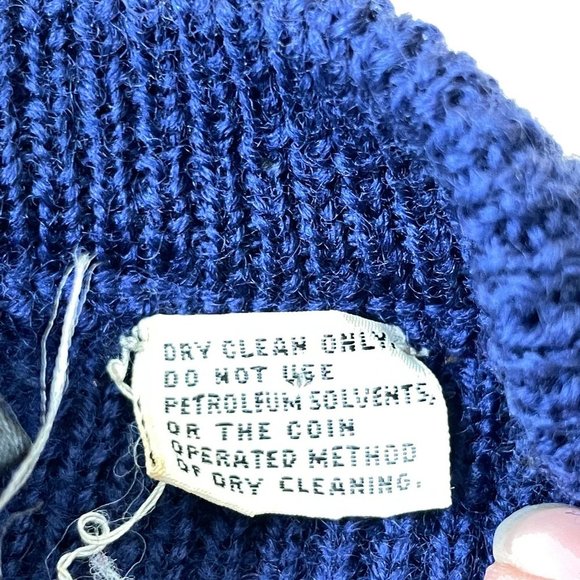 DRY CLEAN ONLY.
DO NOT USE
PETROLEUM SOLVENTS,
OR THE COIN
OPERATED METHOD
OF DRY CLEANING.